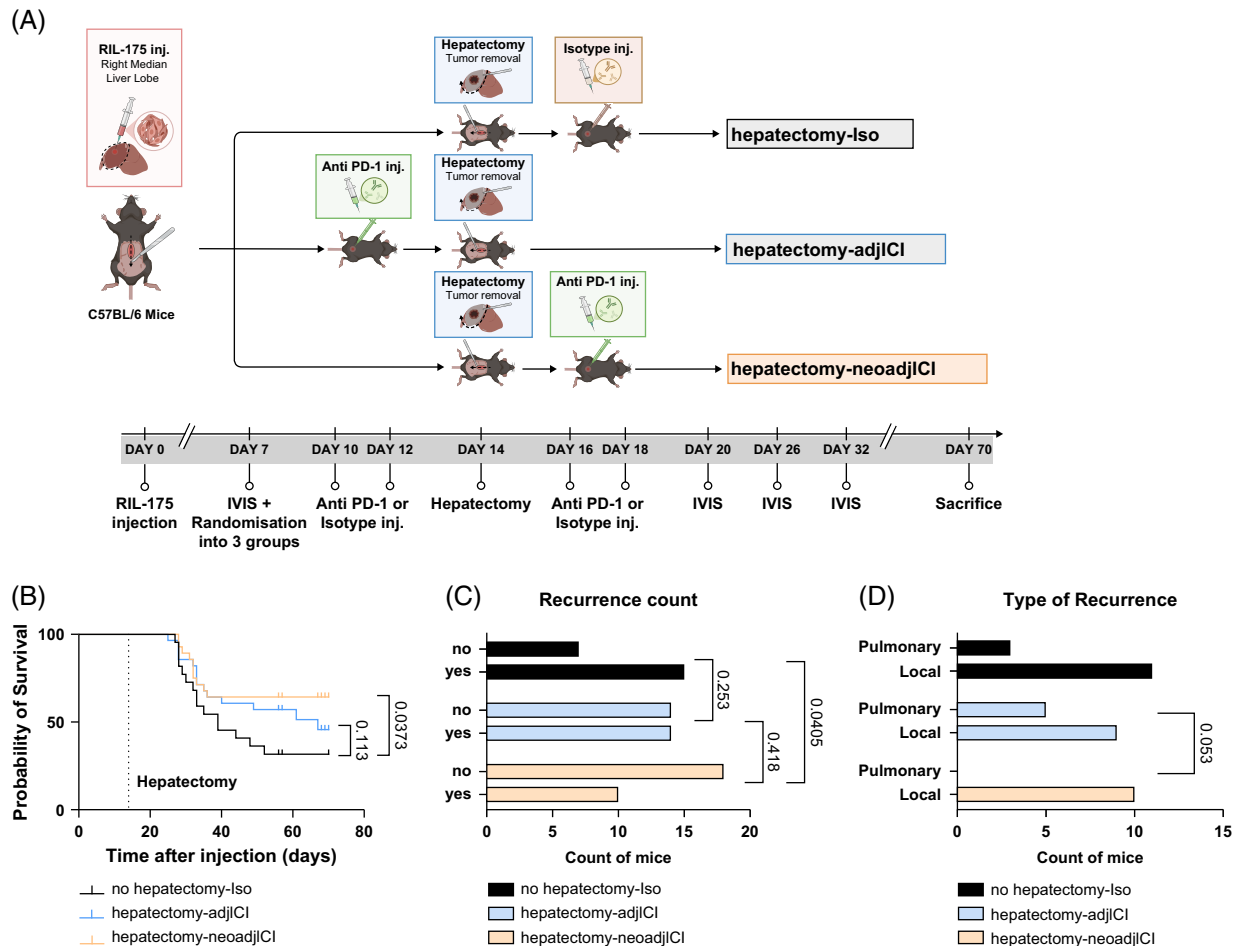 (A)
RIL-175 inj.
Right Median
Liver Lobe
C57BL/6 Mice
Hepatectomy
Tumor removal
Isotype inj.
hepatectomy-Iso
Anti PD-1 inj.
Hepatectomy
Tumor removal
hepatectomy-adjICI
Hepatectomy
Tumor removal
Anti PD-1 inj.
hepatectomy-neoadjICI
DAY 0 DAY 7 DAY 10 DAY 12 DAY 14 DAY 16 DAY 18 DAY 20 DAY 26 DAY 32 DAY 70
RIL-175
injection
IVIS +
Randomisation
into 3 groups
Anti PD-1 or
Isotype inj.
Hepatectomy
Anti PD-1 or
Isotype inj.
IVIS
IVIS
IVIS
Sacrifice
(B)
Probability of Survival
100
50
0
Hepatectomy
0 20 40 60 80
Time after injection (days)
0.113
0.0373
no hepatectomy-Iso
hepatectomy-adjICI
hepatectomy-neoadjICI
(C)
Recurrence count
no
yes
no
yes
no
yes
0.253
0.418
0.0405
0 5 10 15 20
Count of mice
no hepatectomy-Iso
hepatectomy-adjICI
hepatectomy-neoadjICI
(D)
Type of Recurrence
Pulmonary
Local
Pulmonary
Local
Pulmonary
Local
0.053
0 5 10 15
Count of mice
no hepatectomy-Iso
hepatectomy-adjICI
hepatectomy-neoadjICI